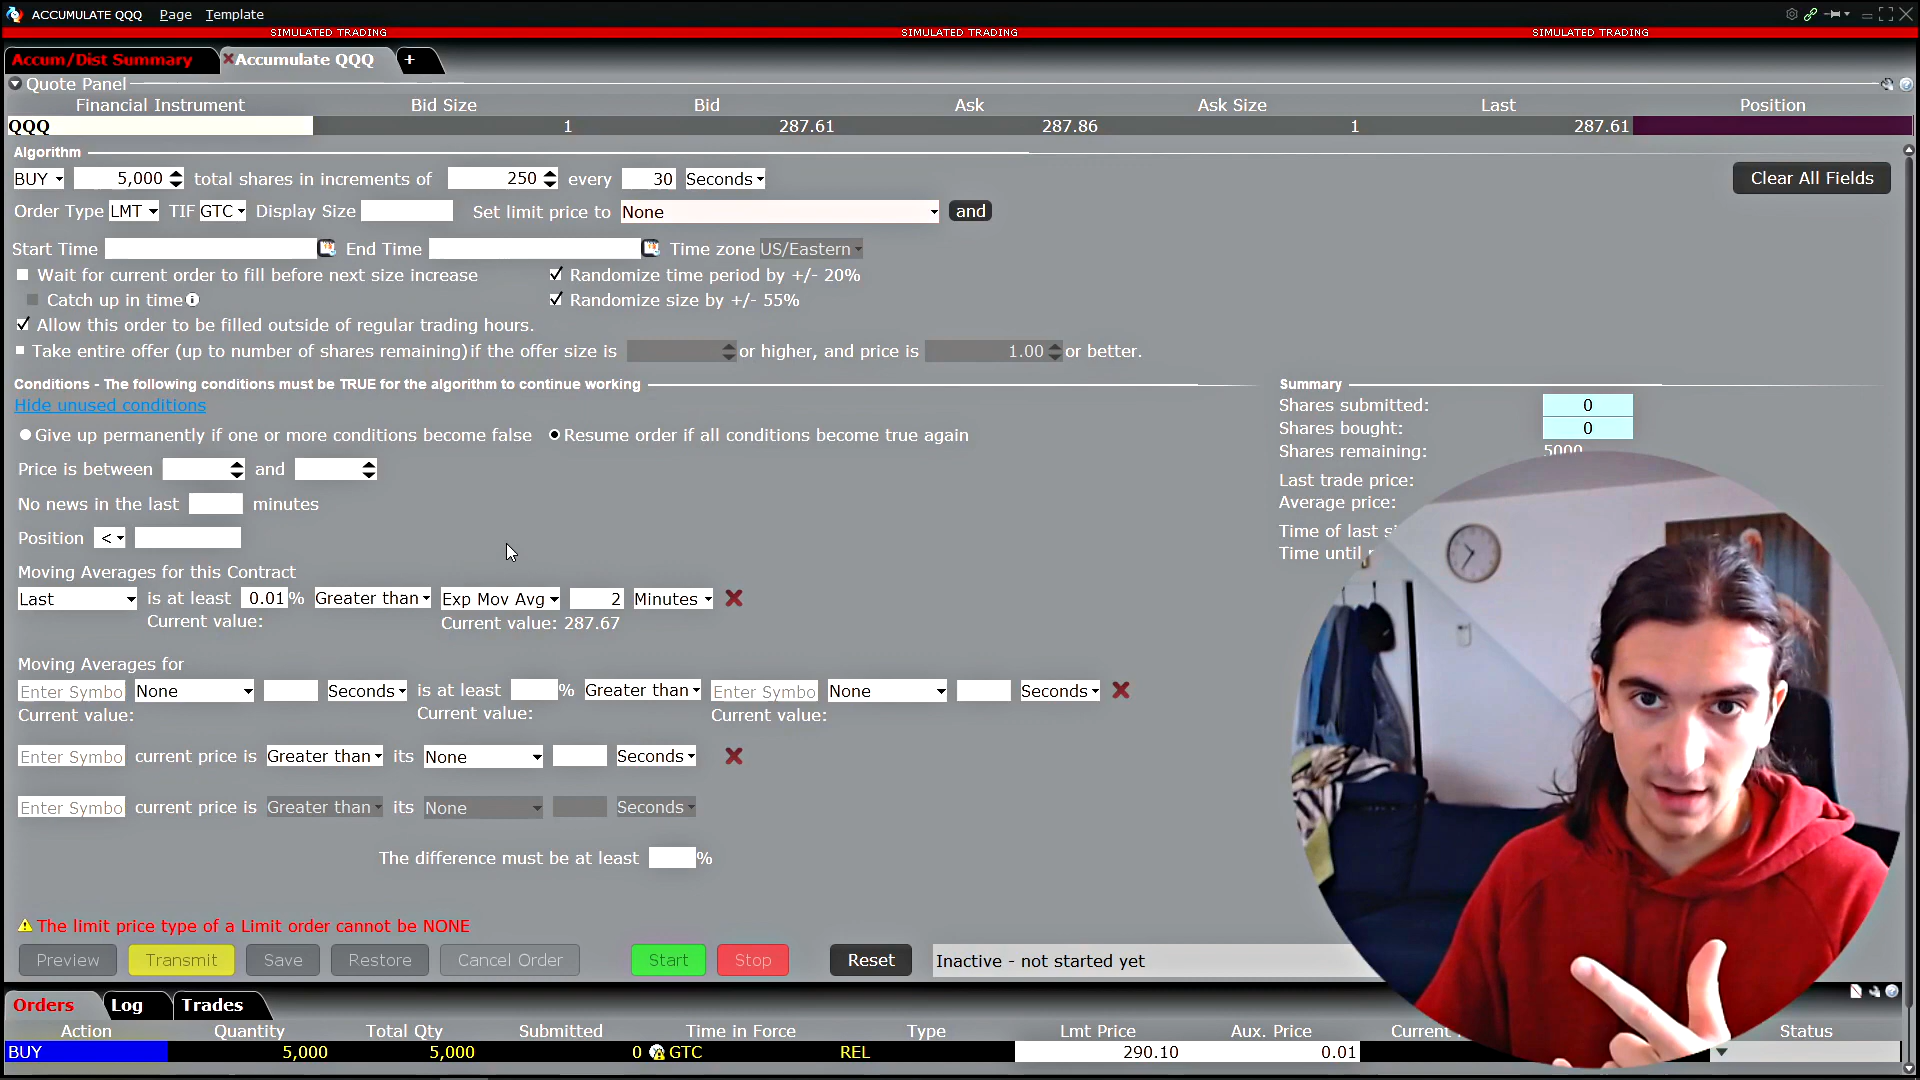 ACCUMULATE QQQ Page Template
SIMULATED TRADING SIMULATED TRADING SIMULATED TRADING
Accum/Dist Summary Accumulate QQQ +
Quote Panel
Financial Instrument Bid Size Bid Ask Ask Size Last Position
QQQ 1 287.61 287.86 1 287.61
Algorithm
BUY 5,000 total shares in increments of 250 every 30 Seconds Clear All Fields
Order Type LMT TIF GTC Display Size Set limit price to None and
Start Time End Time Time zone US/Eastern
Wait for current order to fill before next size increase Randomize time period by +/- 20%
Catch up in time Randomize size by +/- 55%
Allow this order to be filled outside of regular trading hours.
Take entire offer (up to number of shares remaining) if the offer size is or higher, and price is 1.00 or better.
Conditions - The following conditions must be TRUE for the algorithm to continue working
Hide unused conditions
Give up permanently if one or more conditions become false Resume order if all conditions become true again
Price is between and
No news in the last minutes
Position <
Moving Averages for this Contract
Last is at least 0.01 % Greater than Exp Mov Avg 2 Minutes
Current value: Current value: 287.67
Moving Averages for
Enter Symbo None Seconds is at least % Greater than Enter Symbo None Seconds
Current value: Current value: Current value:
Enter Symbo current price is Greater than its None Seconds
Enter Symbo current price is Greater than its None Seconds
The difference must be at least %
Summary
Shares submitted: 0
Shares bought: 0
Shares remaining: 5000
Last trade price:
Average price:
Time of last
Time until
The limit price type of a Limit order cannot be NONE
Preview Transmit Save Restore Cancel Order Start Stop Reset Inactive - not started yet
Orders Log Trades
Action Quantity Total Qty Submitted Time in Force Type Lmt Price Aux. Price Current Status
BUY 5,000 5,000 0 GTC REL 290.10 0.01